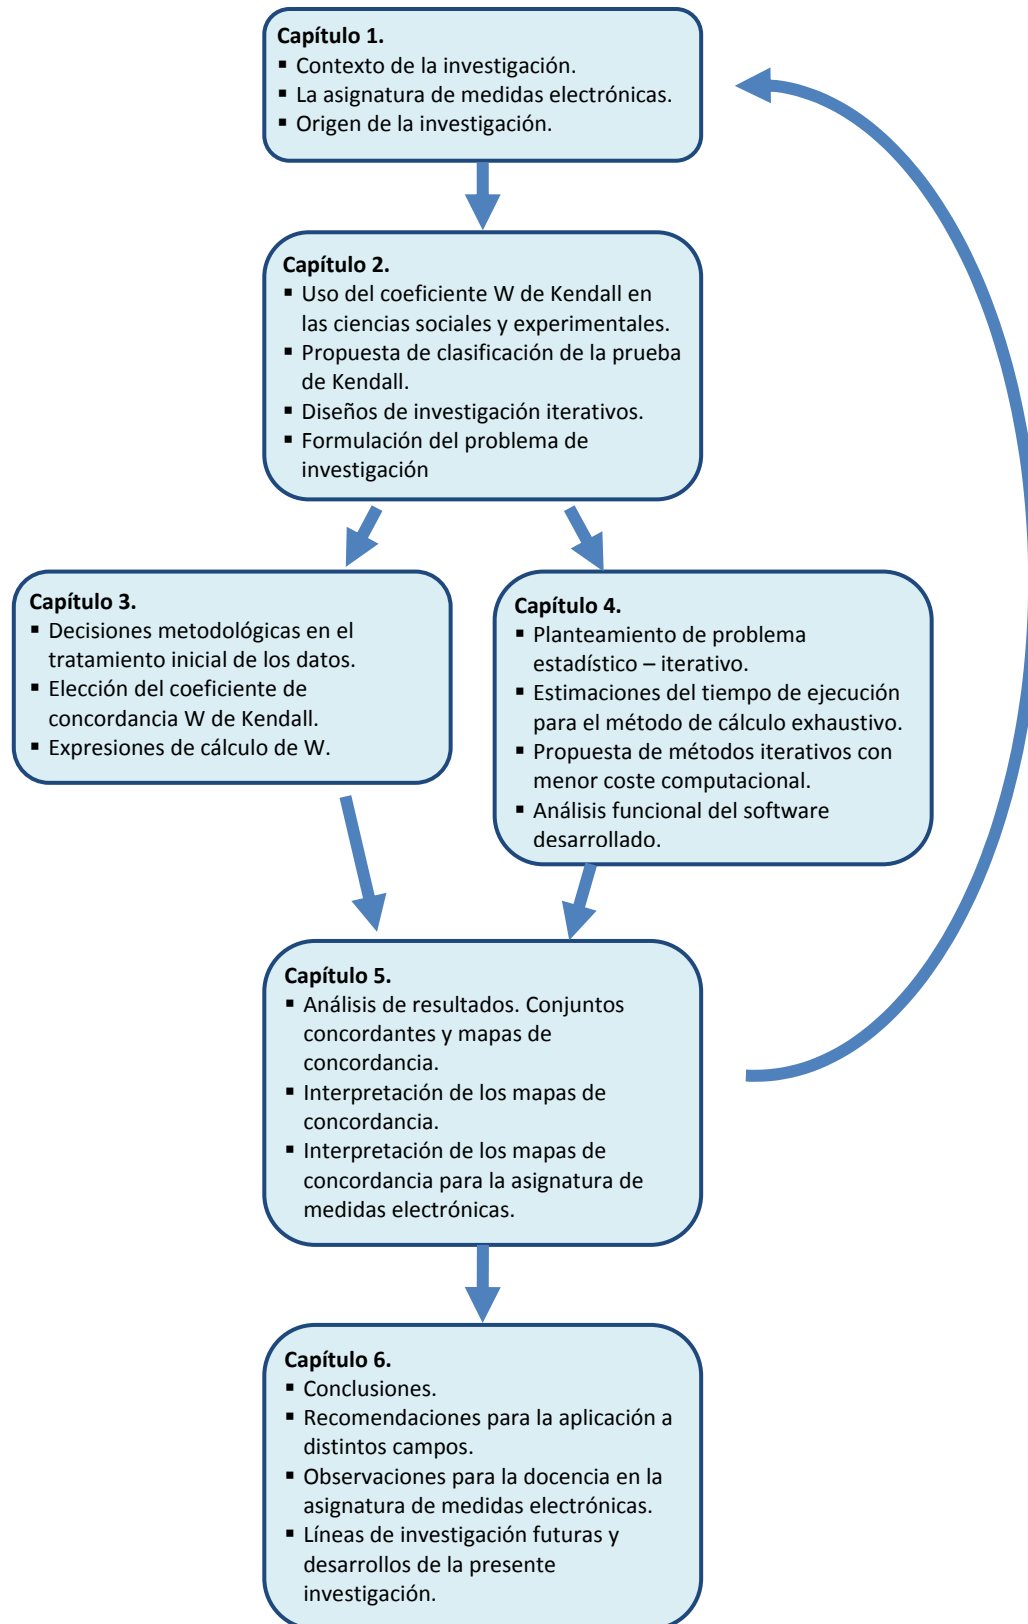 Capítulo 1.
▪ Contexto de la investigación.
▪ La asignatura de medidas electrónicas.
▪ Origen de la investigación.
Capítulo 2.
▪ Uso del coeficiente W de Kendall en
las ciencias sociales y experimentales.
▪ Propuesta de clasificación de la prueba
de Kendall.
▪ Diseños de investigación iterativos.
▪ Formulación del problema de
investigación
Capítulo 3.
▪ Decisiones metodológicas en el
tratamiento inicial de los datos.
▪ Elección del coeficiente de
concordancia W de Kendall.
▪ Expresiones de cálculo de W.
Capítulo 4.
▪ Planteamiento de problema
estadístico – iterativo.
▪ Estimaciones del tiempo de ejecución
para el método de cálculo exhaustivo.
▪ Propuesta de métodos iterativos con
menor coste computacional.
▪ Análisis funcional del software
desarrollado.
Capítulo 5.
▪ Análisis de resultados. Conjuntos
concordantes y mapas de
concordancia.
▪ Interpretación de los mapas de
concordancia.
▪ Interpretación de los mapas de
concordancia para la asignatura de
medidas electrónicas.
Capítulo 6.
▪ Conclusiones.
▪ Recomendaciones para la aplicación a
distintos campos.
▪ Observaciones para la docencia en la
asignatura de medidas electrónicas.
▪ Líneas de investigación futuras y
desarrollos de la presente
investigación.